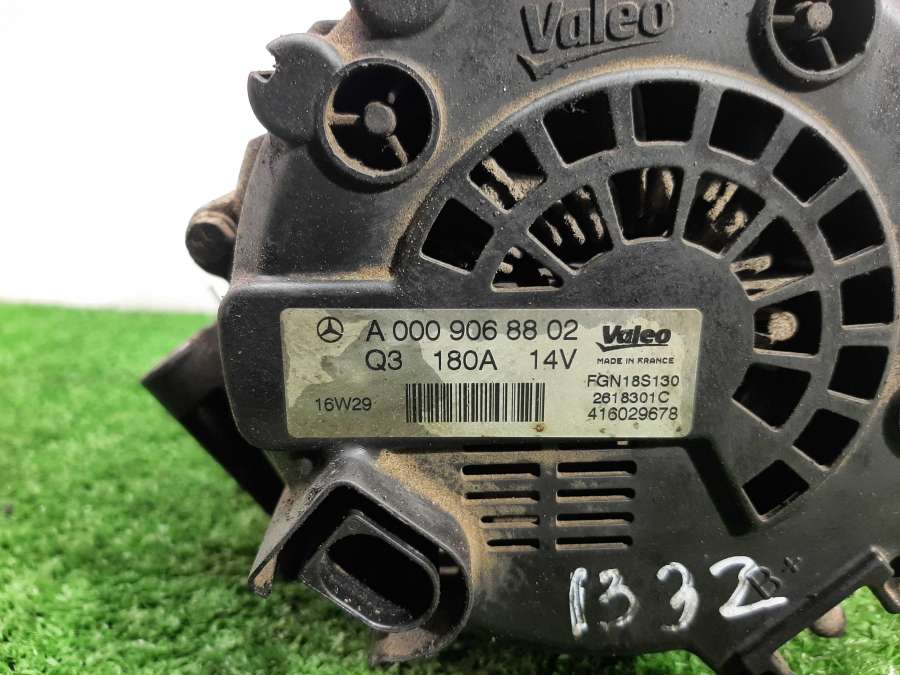 Valeo
A 000 906 88 02 Valeo
Q3 180A 14V MADE IN FRANCE
FGN18S130
16W29 2618301C
416029678
B+
1332